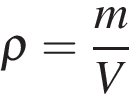 ρ = m/V